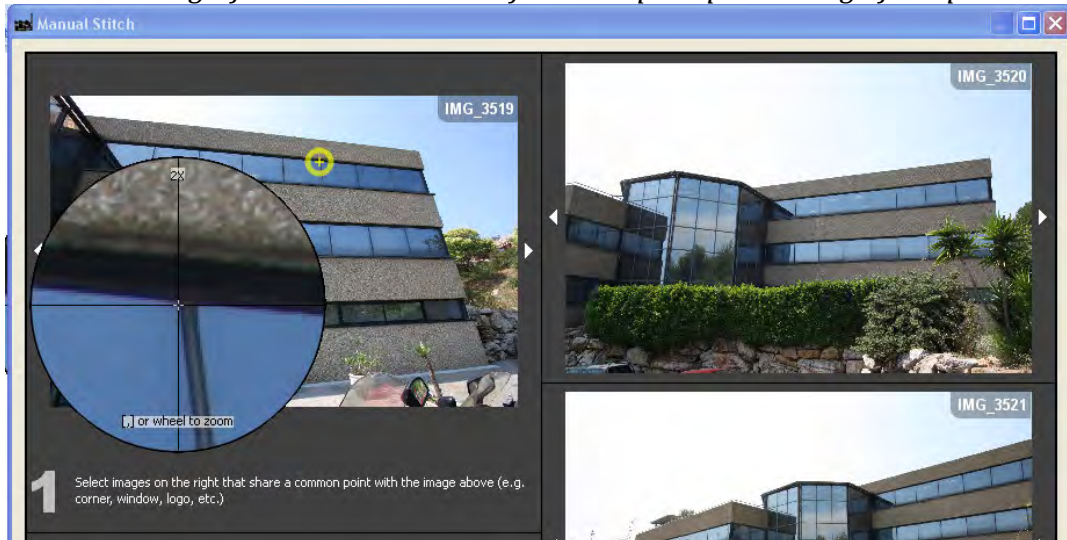 Manual Stitch
IMG_3519
2X
[,] or wheel to zoom
1
Select images on the right that share a common point with the image above (e.g.
corner, window, logo, etc.)
IMG_3520
IMG_3521